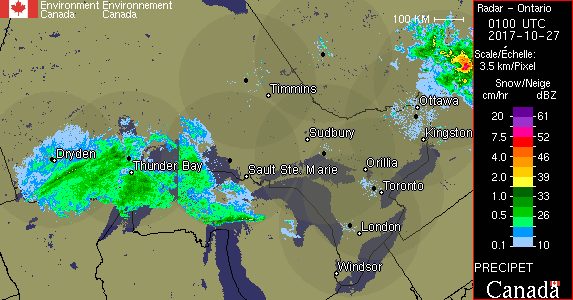 Environment Environnement
Canada Canada
100 KM
Timmins
Ottawa
Sudbury
Kingston
Dryden
Thunder Bay
Sault Ste. Marie
Orillia
Toronto
London
Windsor
Radar - Ontario
0100 UTC
2017-10-27
Scale/Échelle:
3.5 km/Pixel
Snow/Neige
cm/hr dBZ
20 61
7.5 52
4.0 46
2.0 39
1.0 33
0.5 26
0.1 10
PRECIPET
Canada